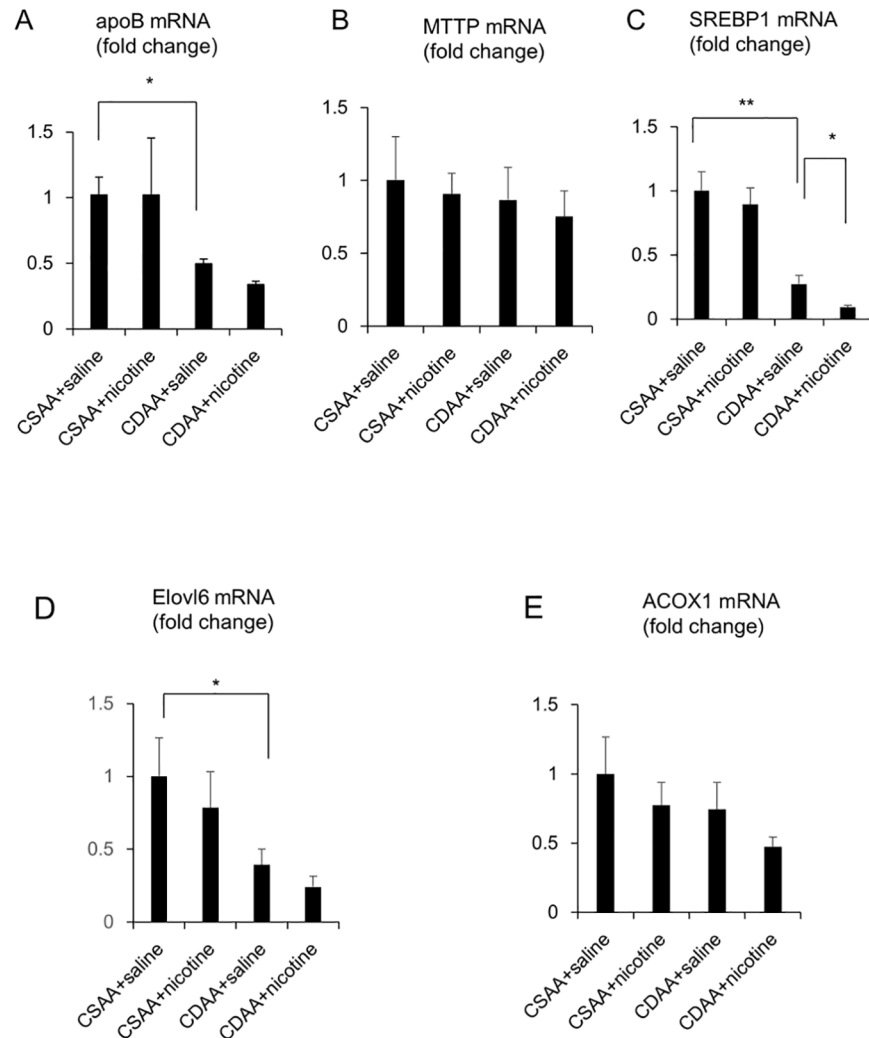 A
apoB mRNA
(fold change)
*
1.5
1
0.5
0
CSAA+saline
CSAA+nicotine
CDAA+saline
CDAA+nicotine
B
MTTP mRNA
(fold change)
1.5
1
0.5
0
CSAA+saline
CSAA+nicotine
CDAA+saline
CDAA+nicotine
C
SREBP1 mRNA
(fold change)
**
*
1.5
1
0.5
0
CSAA+saline
CSAA+nicotine
CDAA+saline
CDAA+nicotine
D
Elovl6 mRNA
(fold change)
*
1.5
1
0.5
0
CSAA+saline
CSAA+nicotine
CDAA+saline
CDAA+nicotine
E
ACOX1 mRNA
(fold change)
1.5
1
0.5
0
CSAA+saline
CSAA+nicotine
CDAA+saline
CDAA+nicotine